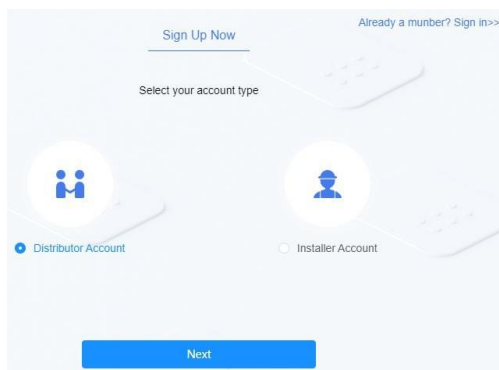 Already a munber? Sign in>>
Sign Up Now
Select your account type
Distributor Account
Installer Account
Next